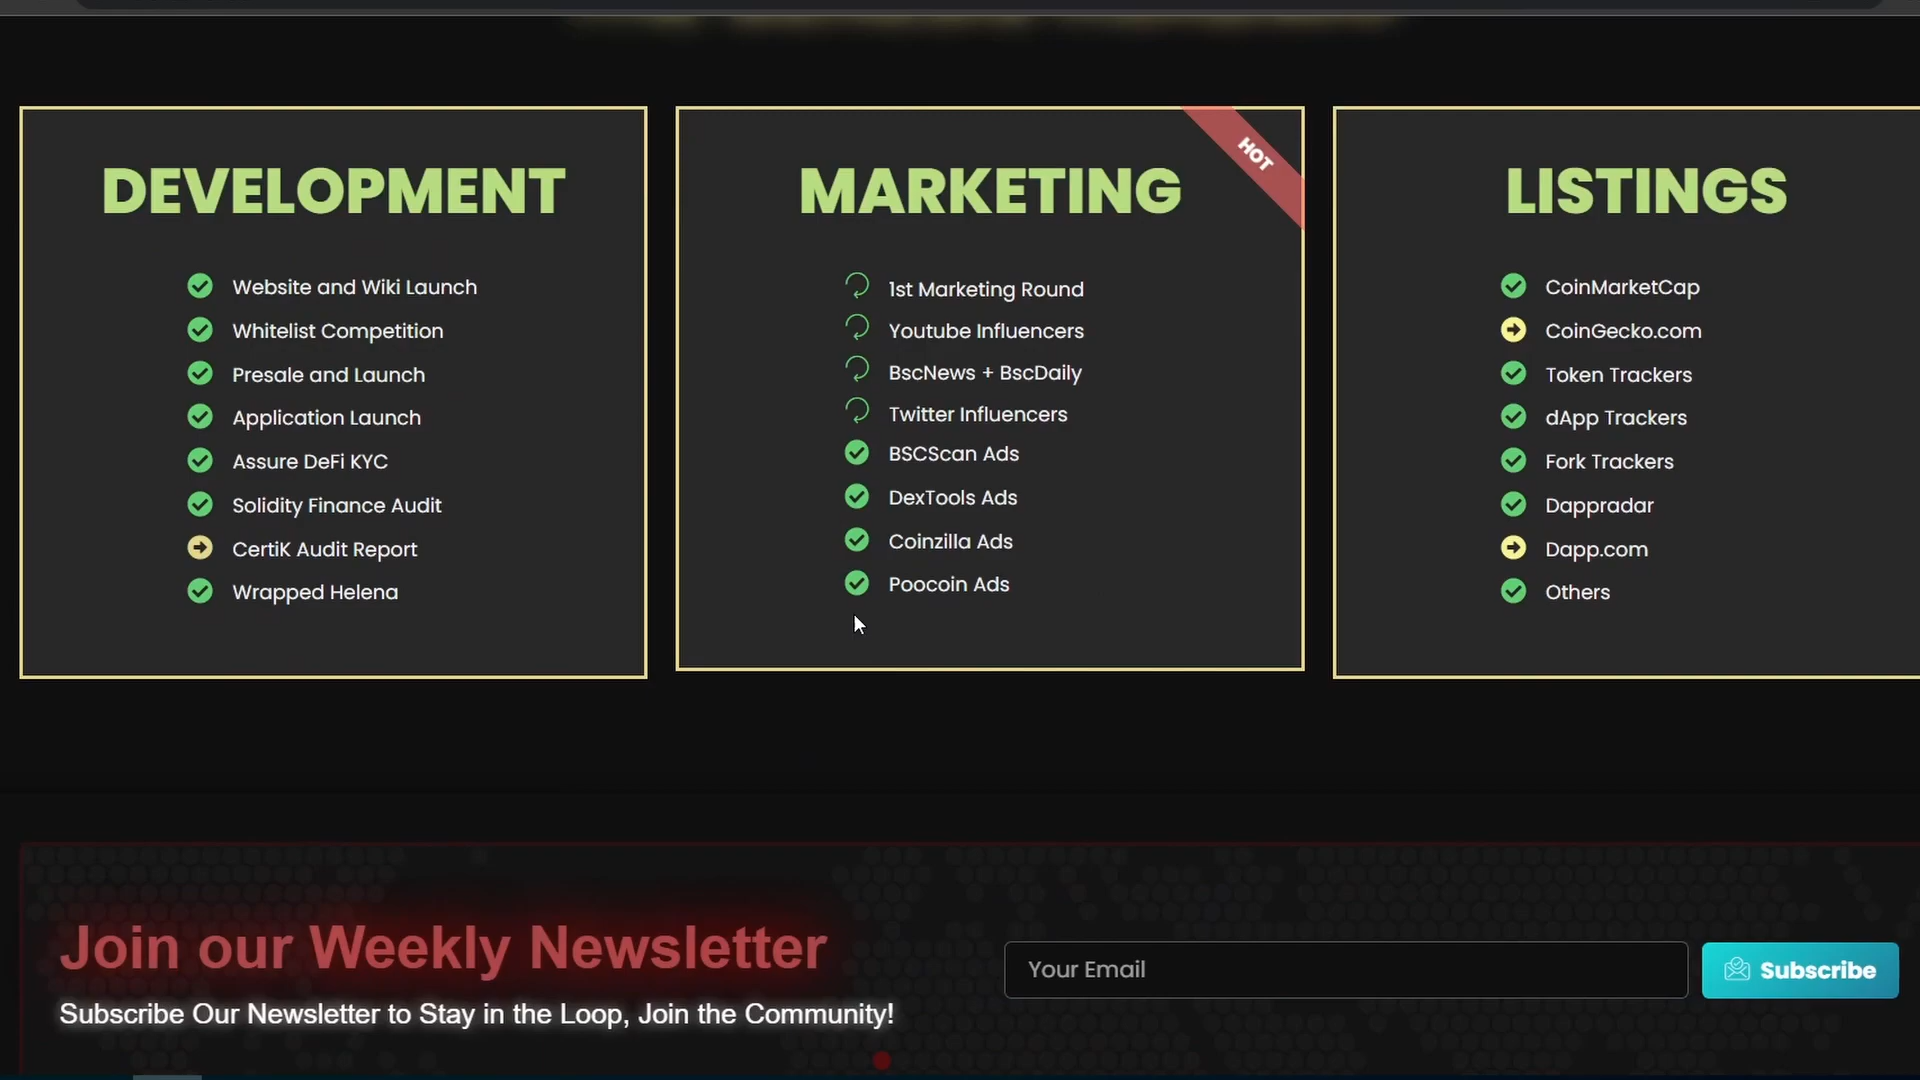 DEVELOPMENT
Website and Wiki Launch
Whitelist Competition
Presale and Launch
Application Launch
Assure DeFi KYC
Solidity Finance Audit
CertiK Audit Report
Wrapped Helena
HOT
MARKETING
1st Marketing Round
Youtube Influencers
BscNews + BscDaily
Twitter Influencers
BSCScan Ads
DexTools Ads
Coinzilla Ads
Poocoin Ads
LISTINGS
CoinMarketCap
CoinGecko.com
Token Trackers
dApp Trackers
Fork Trackers
Dappradar
Dapp.com
Others
Join our Weekly Newsletter
Subscribe Our Newsletter to Stay in the Loop, Join the Community!
Your Email
Subscribe